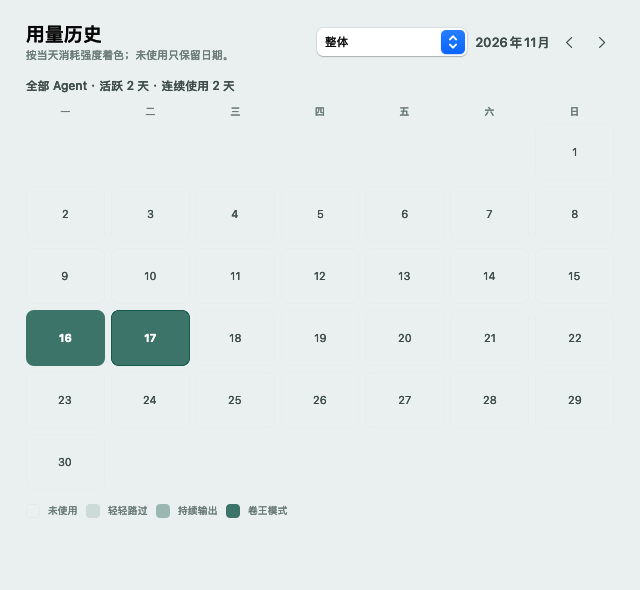 用量历史
按当天消耗强度着色；未使用只保留日期。
整体
2026年11月
全部 Agent · 活跃 2 天 · 连续使用 2 天
一 二 三 四 五 六 日
1
2 3 4 5 6 7 8
9 10 11 12 13 14 15
16 17 18 19 20 21 22
23 24 25 26 27 28 29
30
未使用 轻轻路过 持续输出 卷王模式